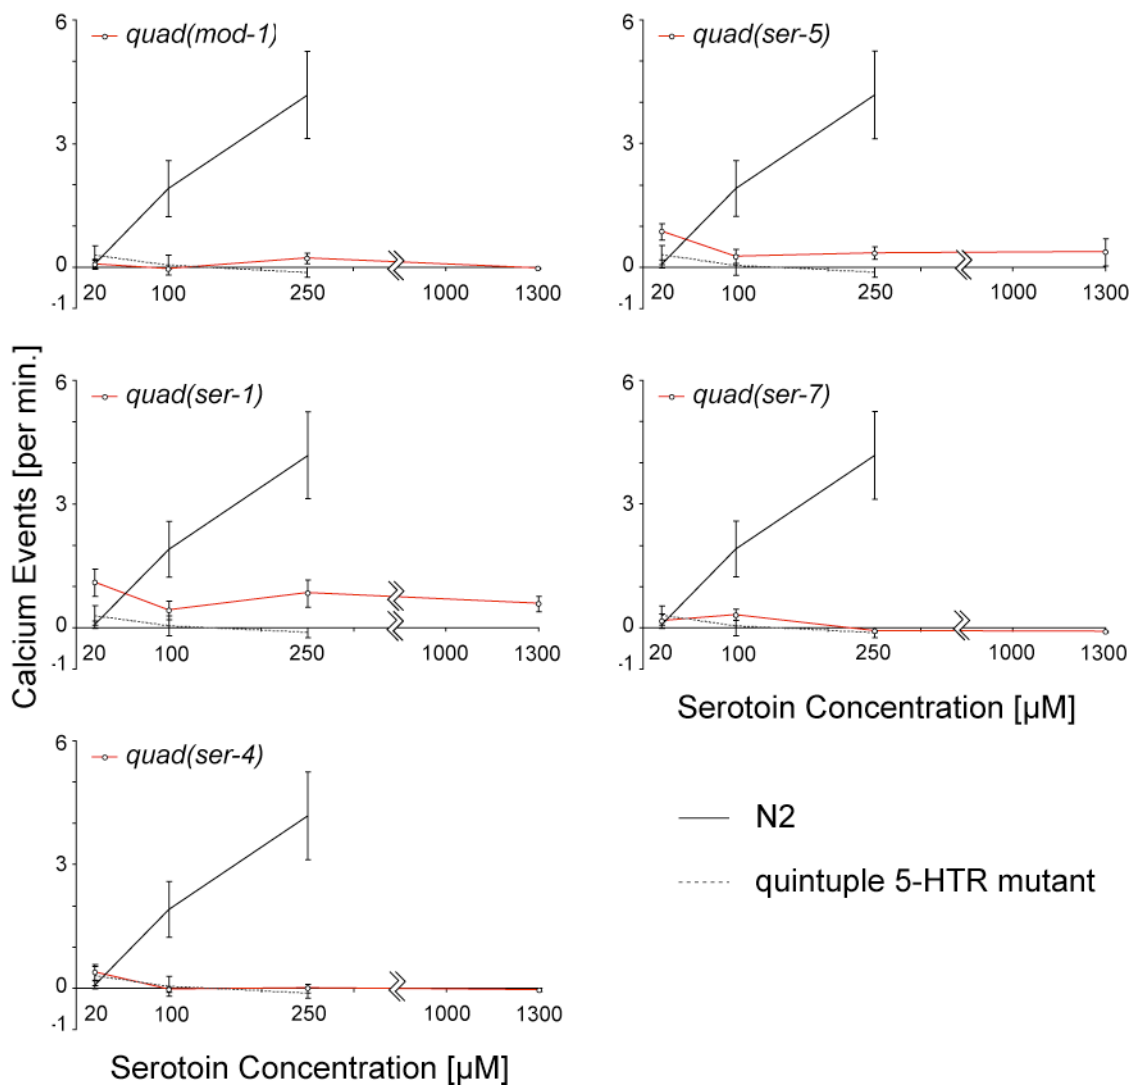 6
quad(mod-1)
3
0
-1
20 100 250 1000 1300
6
quad(ser-5)
3
0
-1
20 100 250 1000 1300
Calcium Events [per min.]
6
quad(ser-1)
3
0
-1
20 100 250 1000 1300
6
quad(ser-7)
3
0
-1
20 100 250 1000 1300
Serotoin Concentration [µM]
6
quad(ser-4)
3
0
-1
20 100 250 1000 1300
Serotoin Concentration [µM]
N2
quintuple 5-HTR mutant